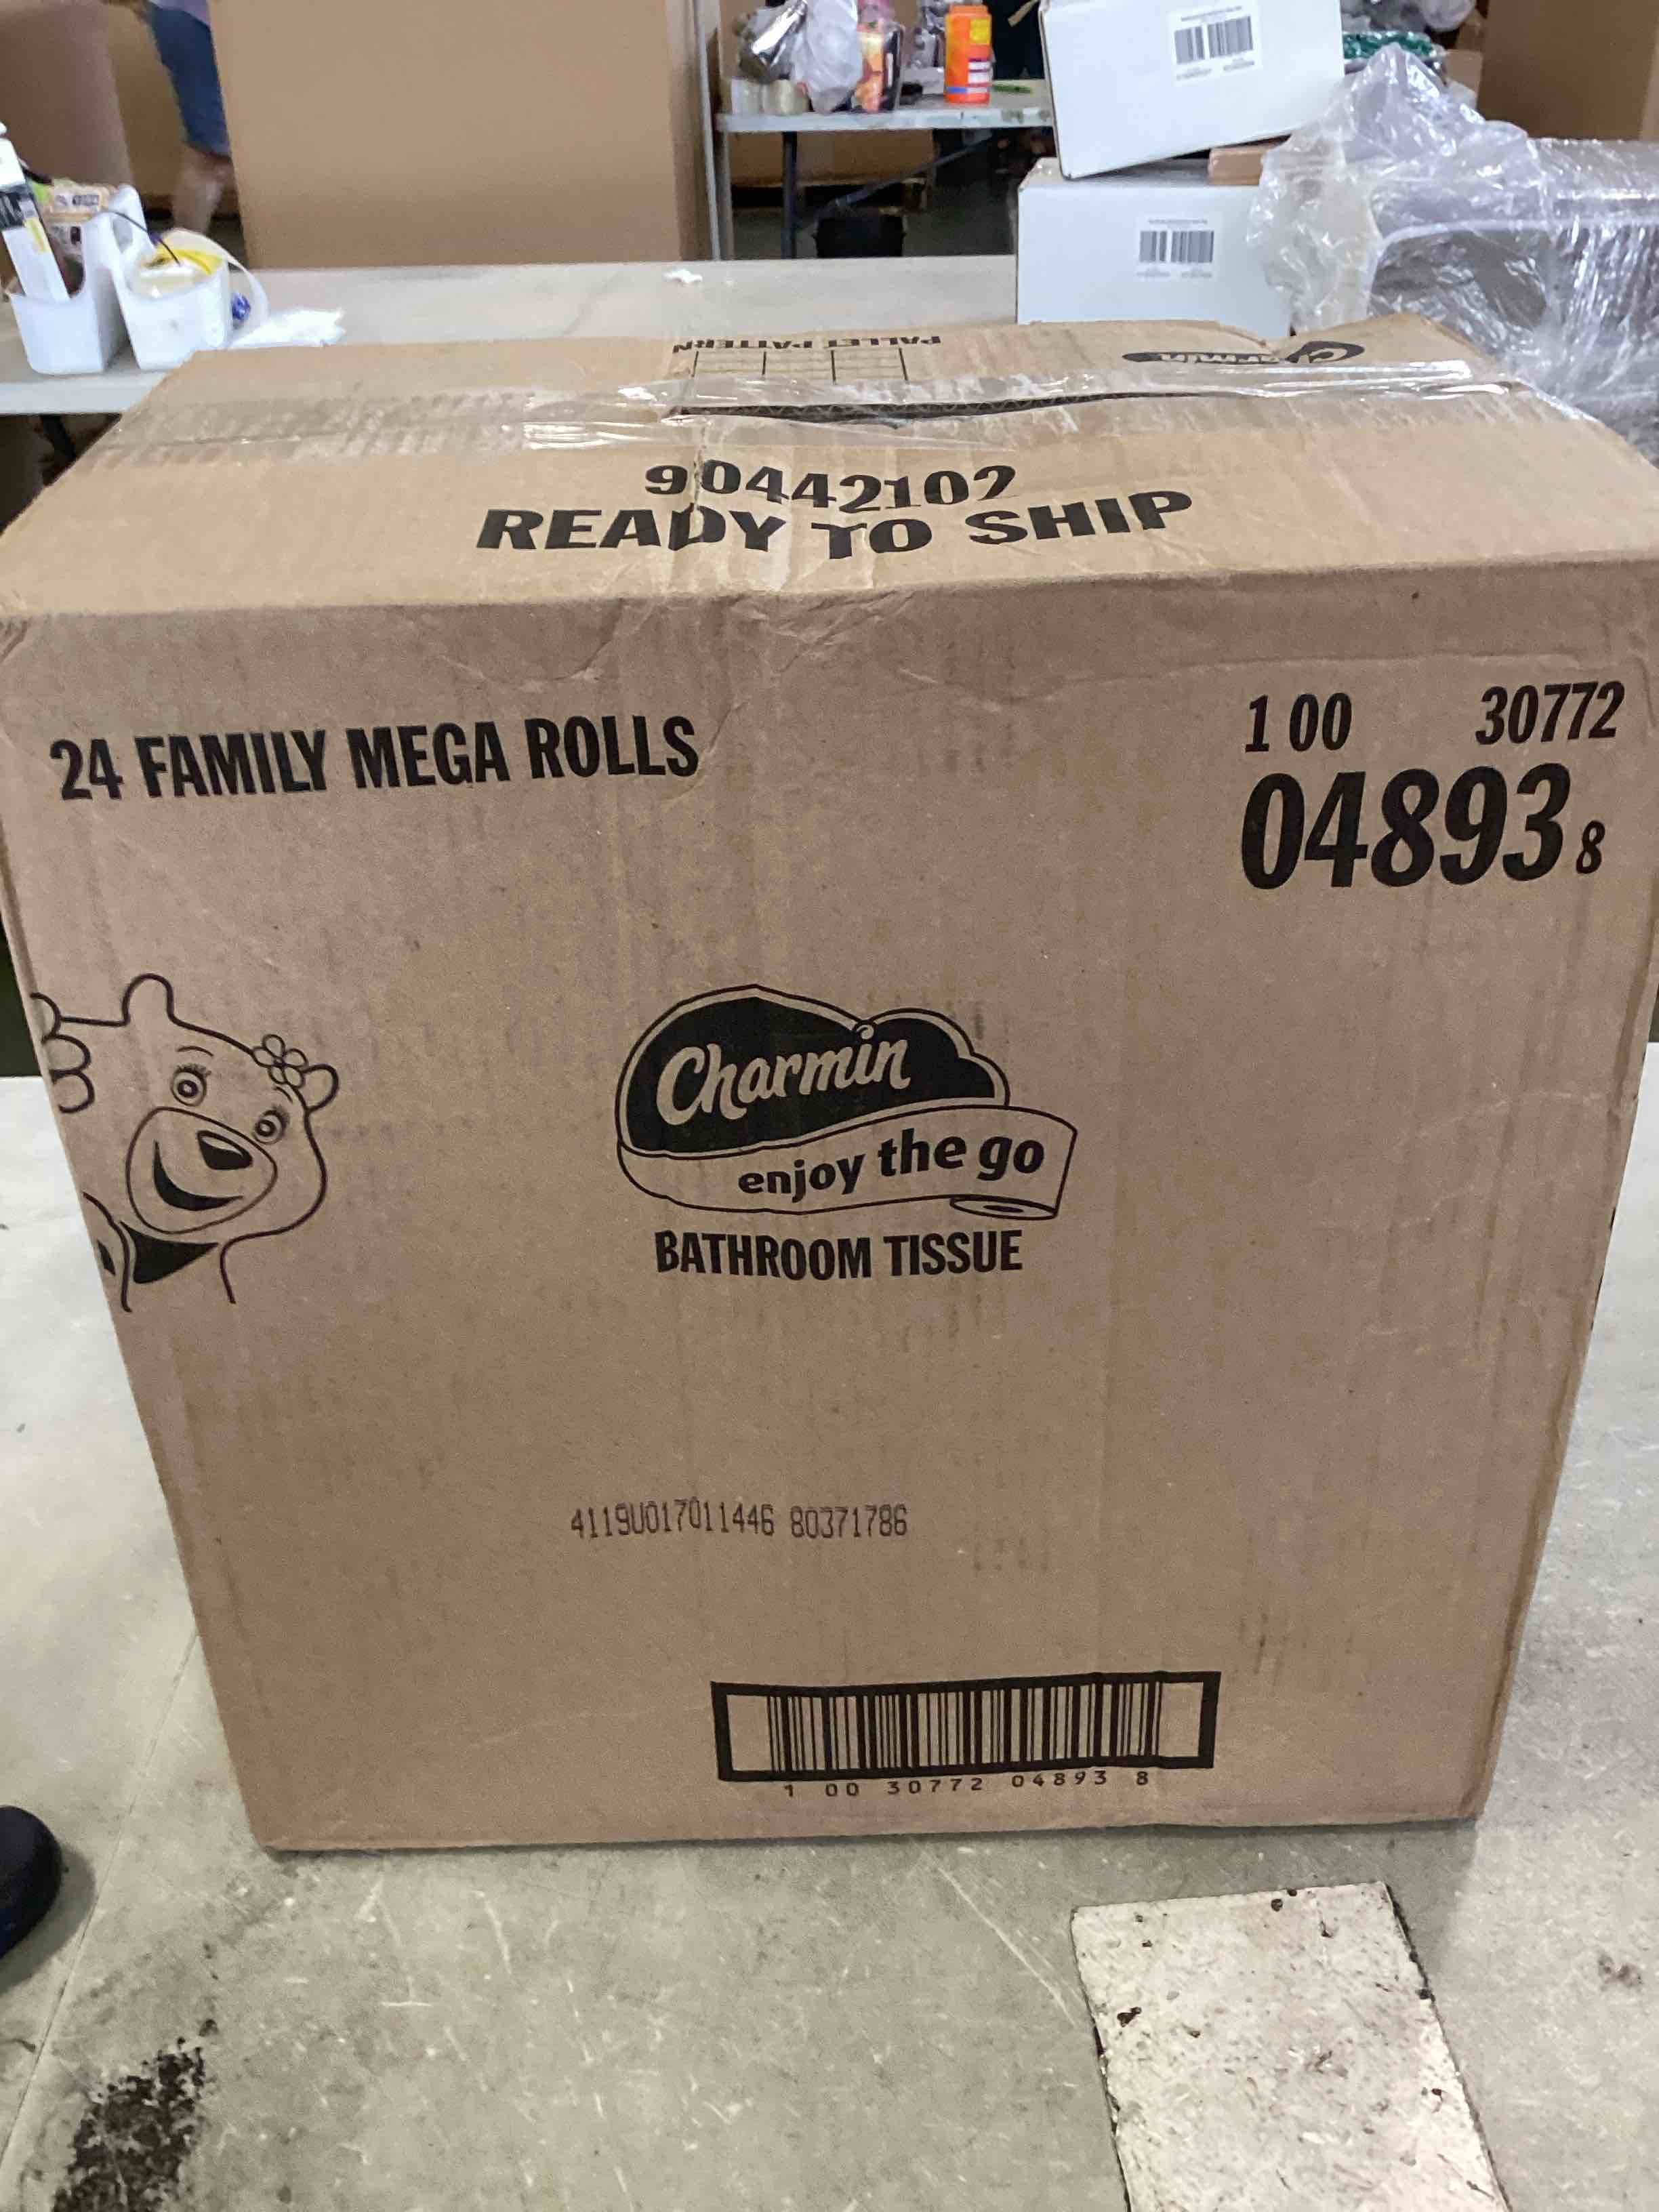 PALLET PATTERN
Charmin
90442102
READY TO SHIP
24 FAMILY MEGA ROLLS
1 00 30772
04893 8
Charmin
enjoy the go
BATHROOM TISSUE
4119U017011446 80371786
1 00 30772 04893 8